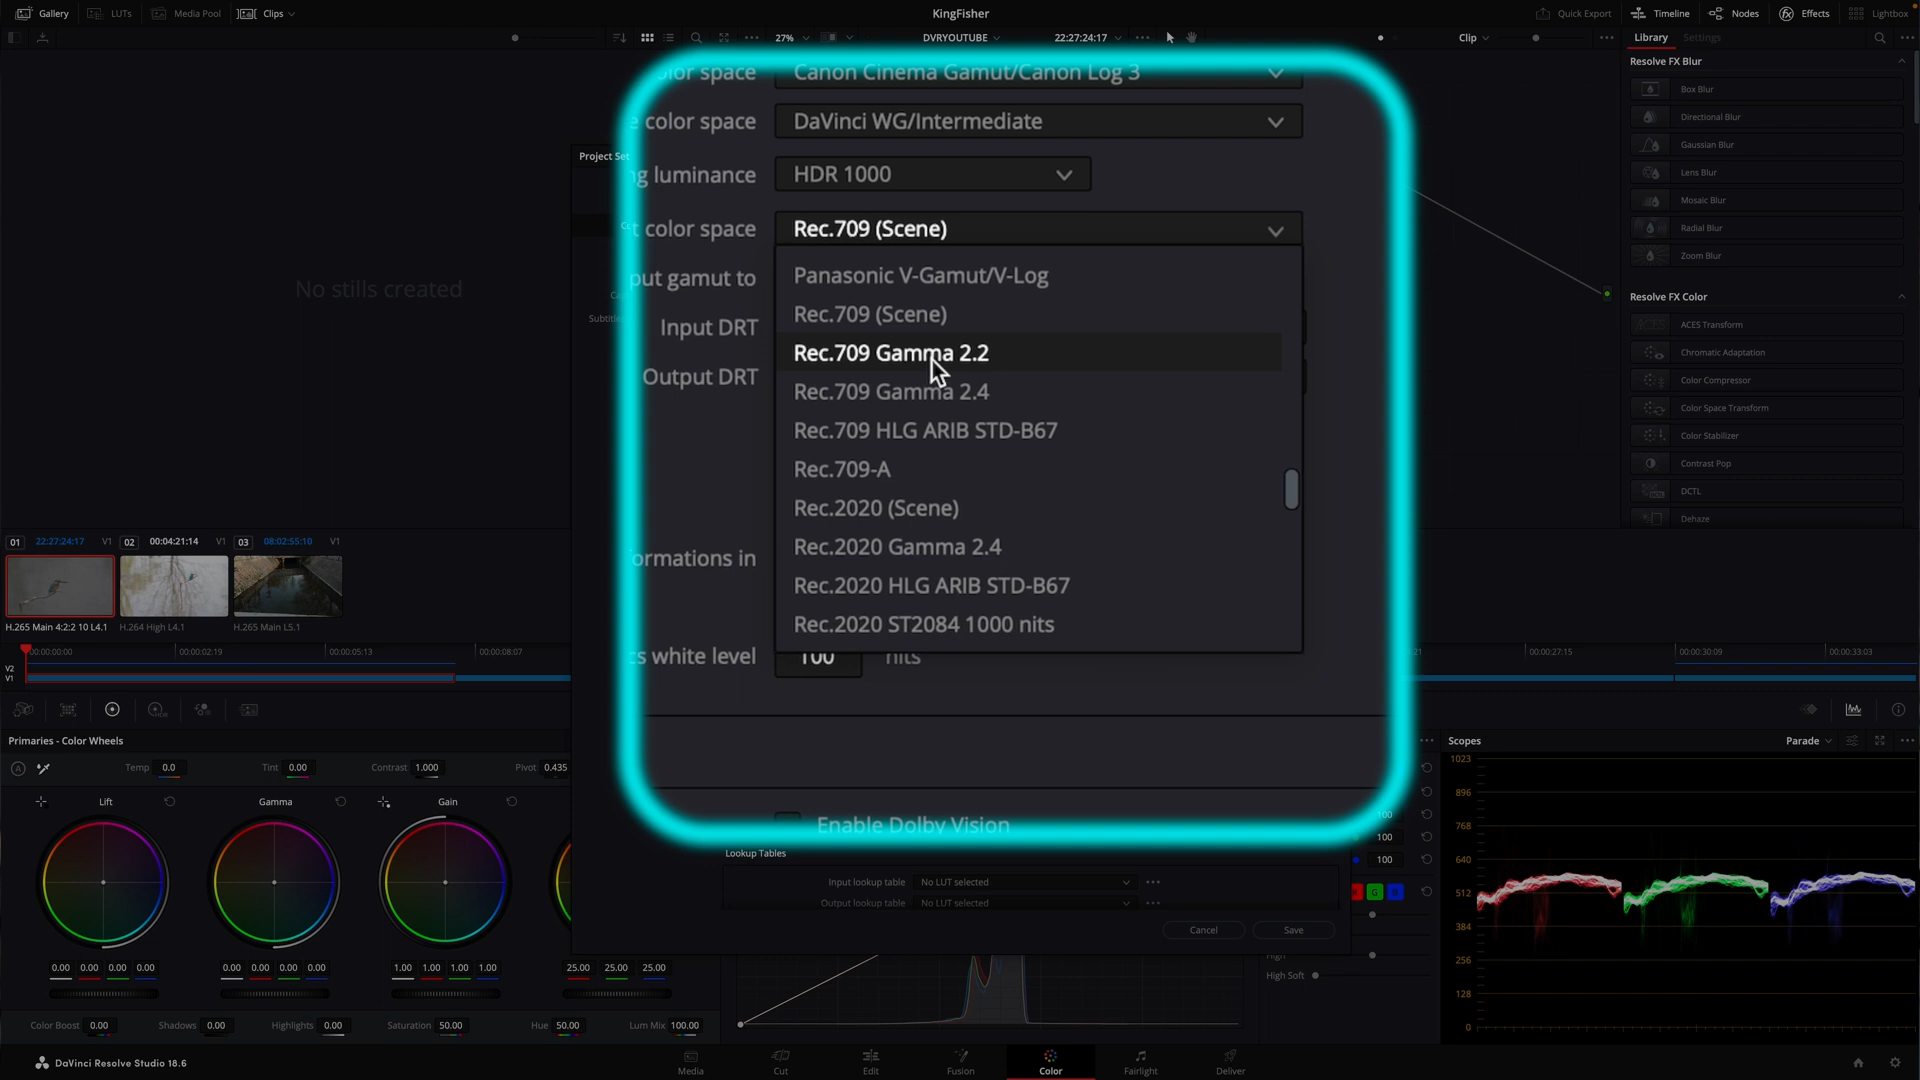 Gallery LUTs Media Pool Clips KingFisher Quick Export Timeline Nodes Effects Lightbox
27% DVRYOUTUBE 22:27:24:17 Clip Library Settings
Resolve FX Blur
Box Blur
Directional Blur
Gaussian Blur
Lens Blur
Mosaic Blur
Radial Blur
Zoom Blur
Resolve FX Color
ACES Transform
Chromatic Adaptation
Color Compressor
Color Space Transform
Color Stabilizer
Contrast Pop
DCTL
Dehaze
No stills created
Project Set
Subtitle
olor space Canon Cinema Gamut/Canon Log 3
e color space DaVinci WG/Intermediate
ng luminance HDR 1000
t color space Rec.709 (Scene)
put gamut to
Input DRT
Output DRT
Panasonic V-Gamut/V-Log
Rec.709 (Scene)
Rec.709 Gamma 2.2
Rec.709 Gamma 2.4
Rec.709 HLG ARIB STD-B67
Rec.709-A
Rec.2020 (Scene)
Rec.2020 Gamma 2.4
Rec.2020 HLG ARIB STD-B67
Rec.2020 ST2084 1000 nits
ormations in
cs white level 100 nits
Enable Dolby Vision
Lookup Tables
Input lookup table No LUT selected
Output lookup table No LUT selected
Cancel Save
01 22:27:24:17 V1 02 00:04:21:14 V1 03 08:02:55:10 V1
H.265 Main 4:2:2 10 L4.1 H.264 High L4.1 H.265 Main L5.1
00:00:00:00 00:00:02:19 00:00:05:13 00:00:08:07 21 00:00:27:15 00:00:30:09 00:00:33:03
V2
V1
Primaries - Color Wheels
Temp 0.0 Tint 0.00 Contrast 1.000 Pivot 0.435
Lift Gamma Gain
0.00 0.00 0.00 0.00 0.00 0.00 0.00 0.00 1.00 1.00 1.00 1.00 25.00 25.00 25.00
Color Boost 0.00 Shadows 0.00 Highlights 0.00 Saturation 50.00 Hue 50.00 Lum Mix 100.00
100
100
100
G B
High
High Soft
Scopes Parade
1023
896
768
640
512
384
256
128
0
DaVinci Resolve Studio 18.6
Media Cut Edit Fusion Color Fairlight Deliver